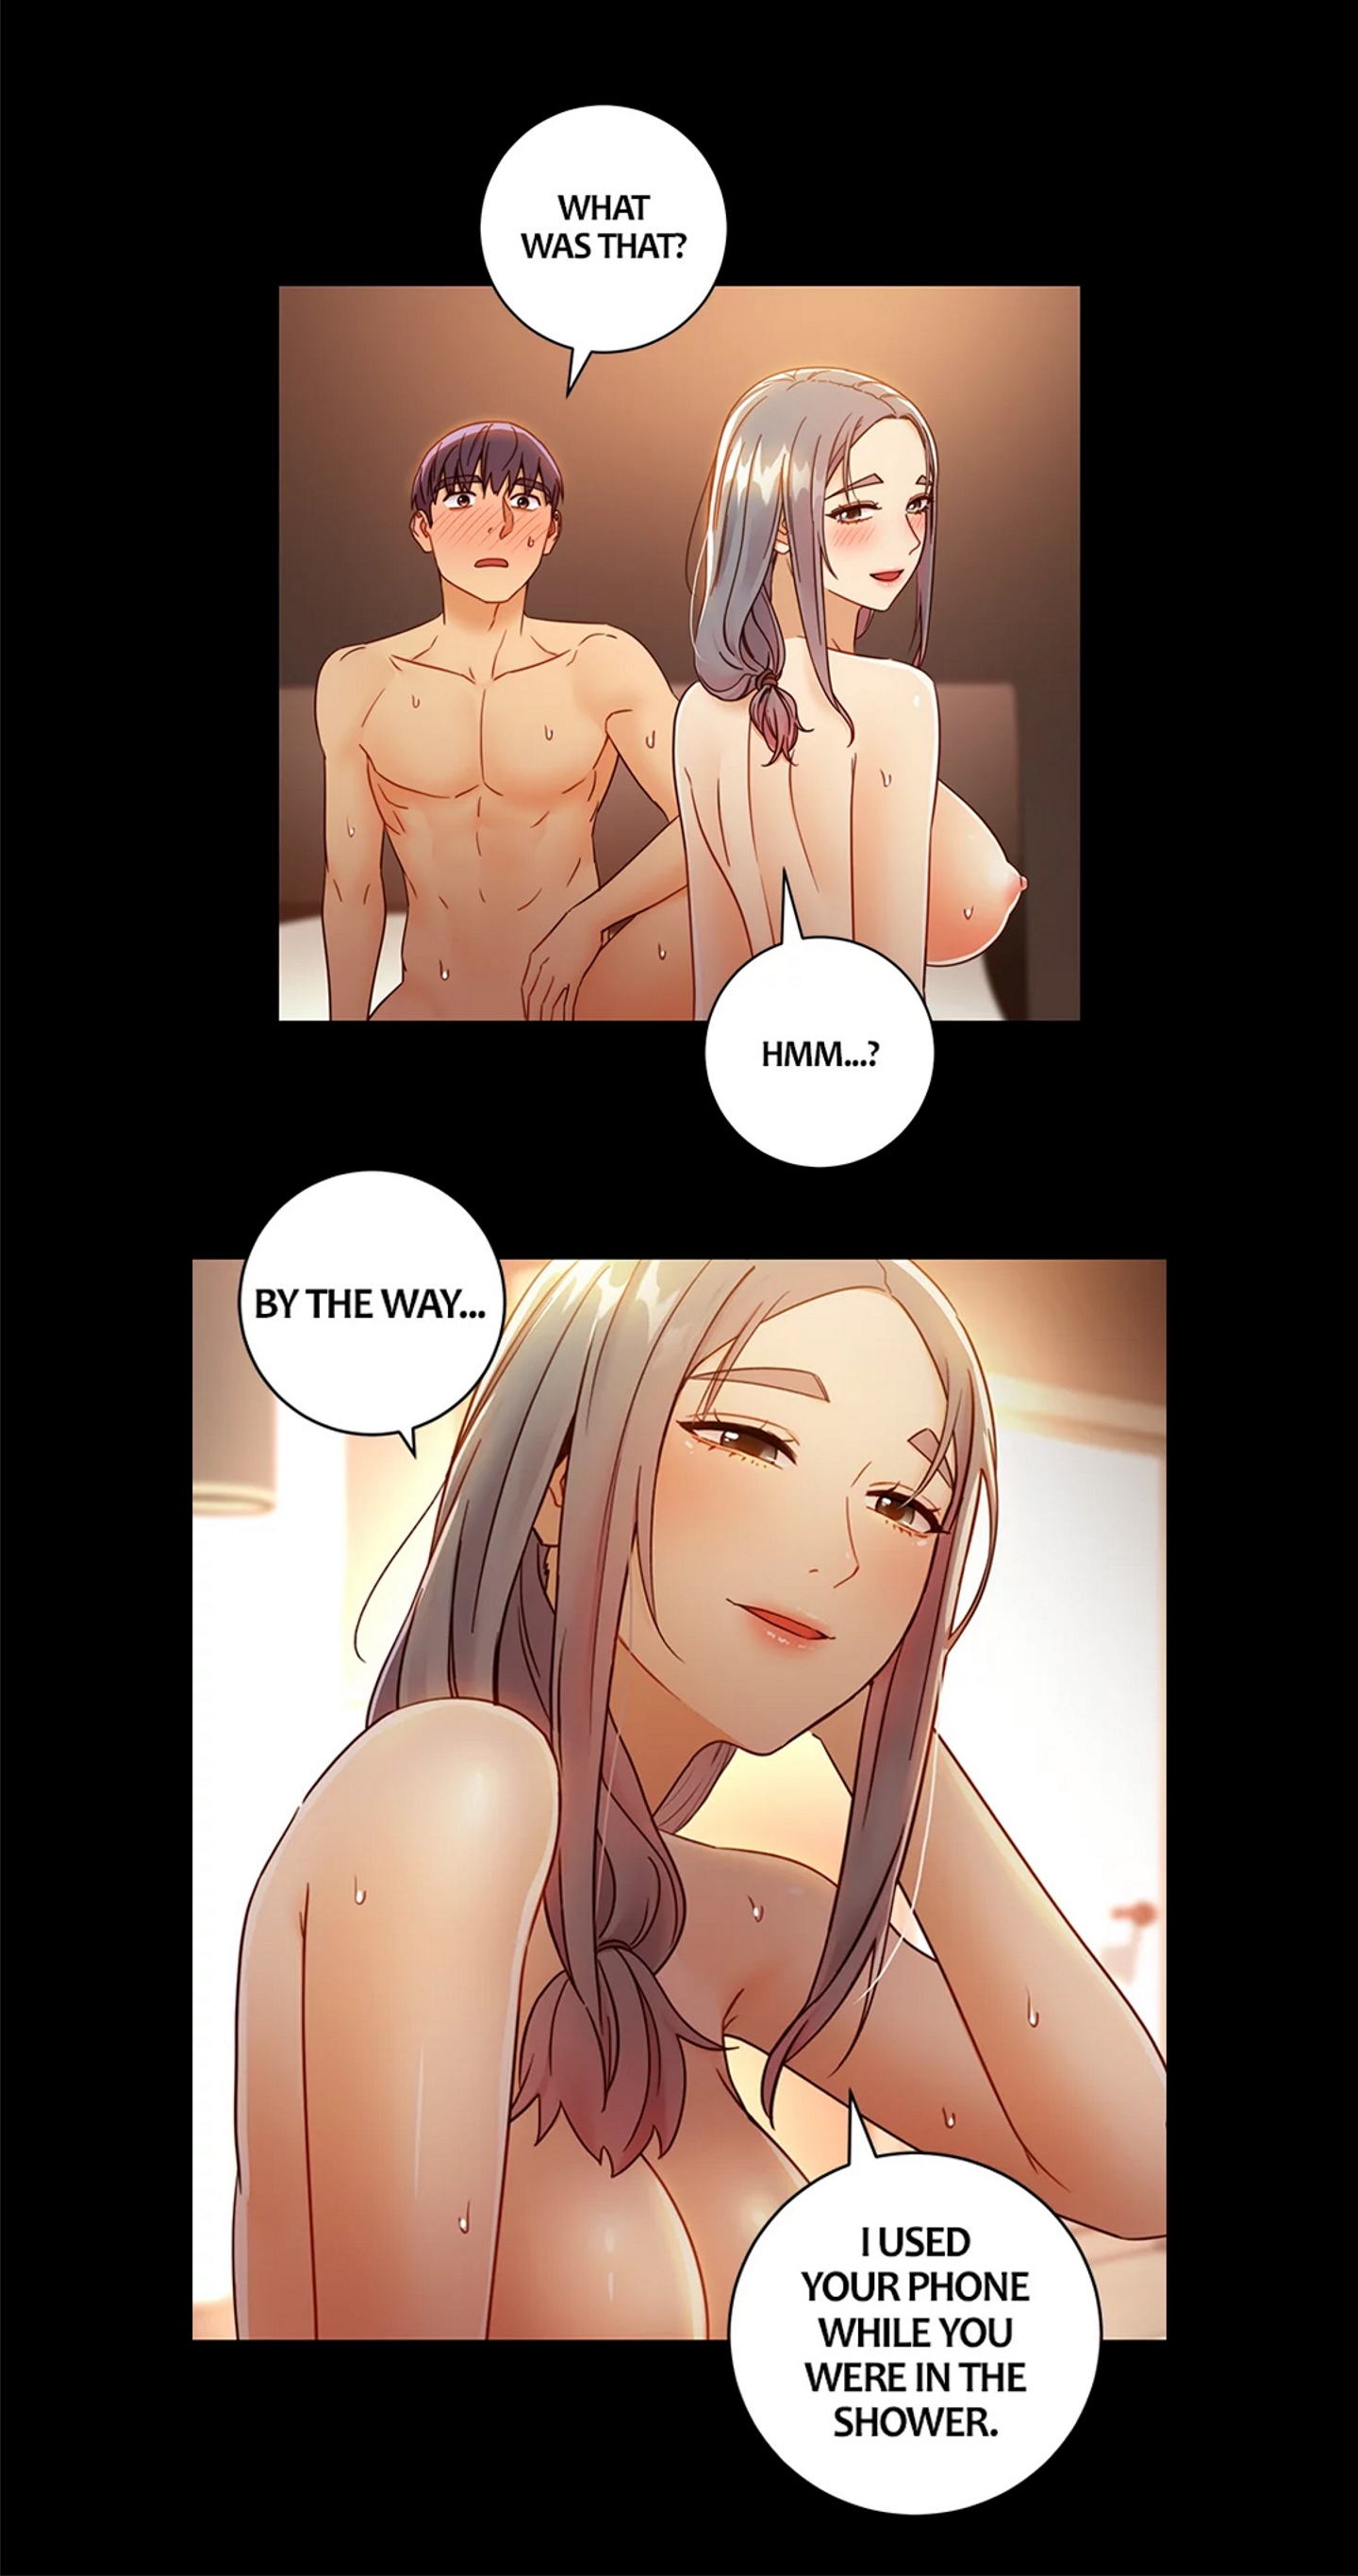 WHAT
WAS THAT?
HMM...?
BY THE WAY...
I USED
YOUR PHONE
WHILE YOU
WERE IN THE
SHOWER.